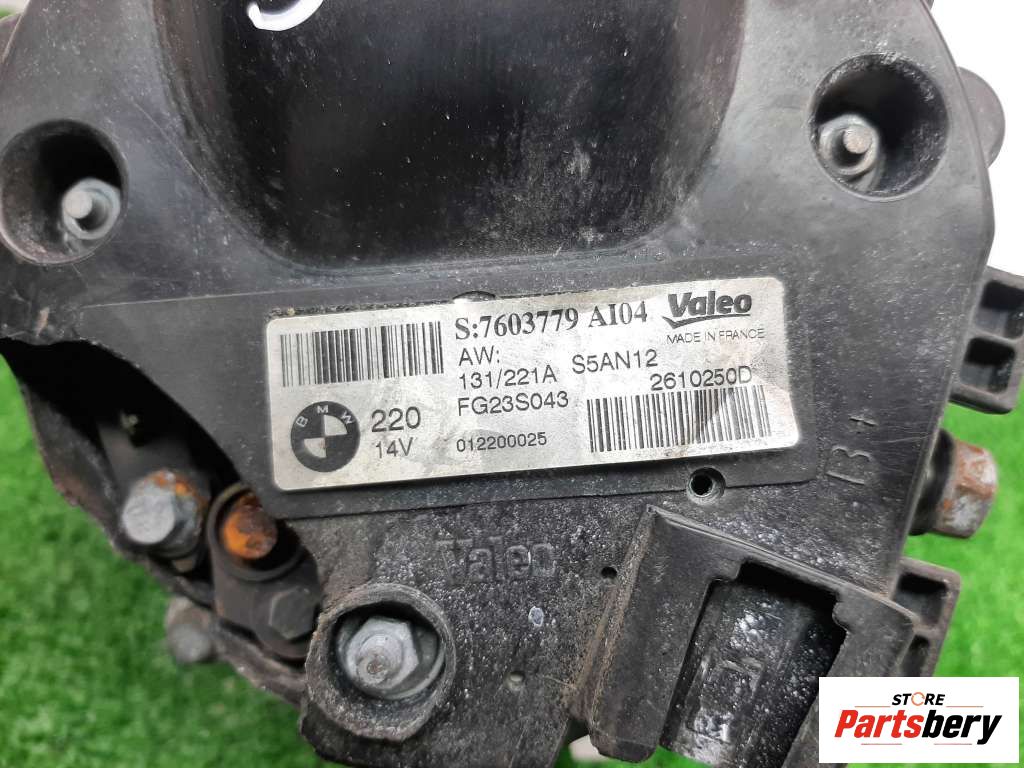 S:7603779 AI04 Valeo
MADE IN FRANCE
AW:
131/221A S5AN12
2610250D
FG23S043
BMW 220
14V 012200025
B+
Valeo
STORE
Partsbery